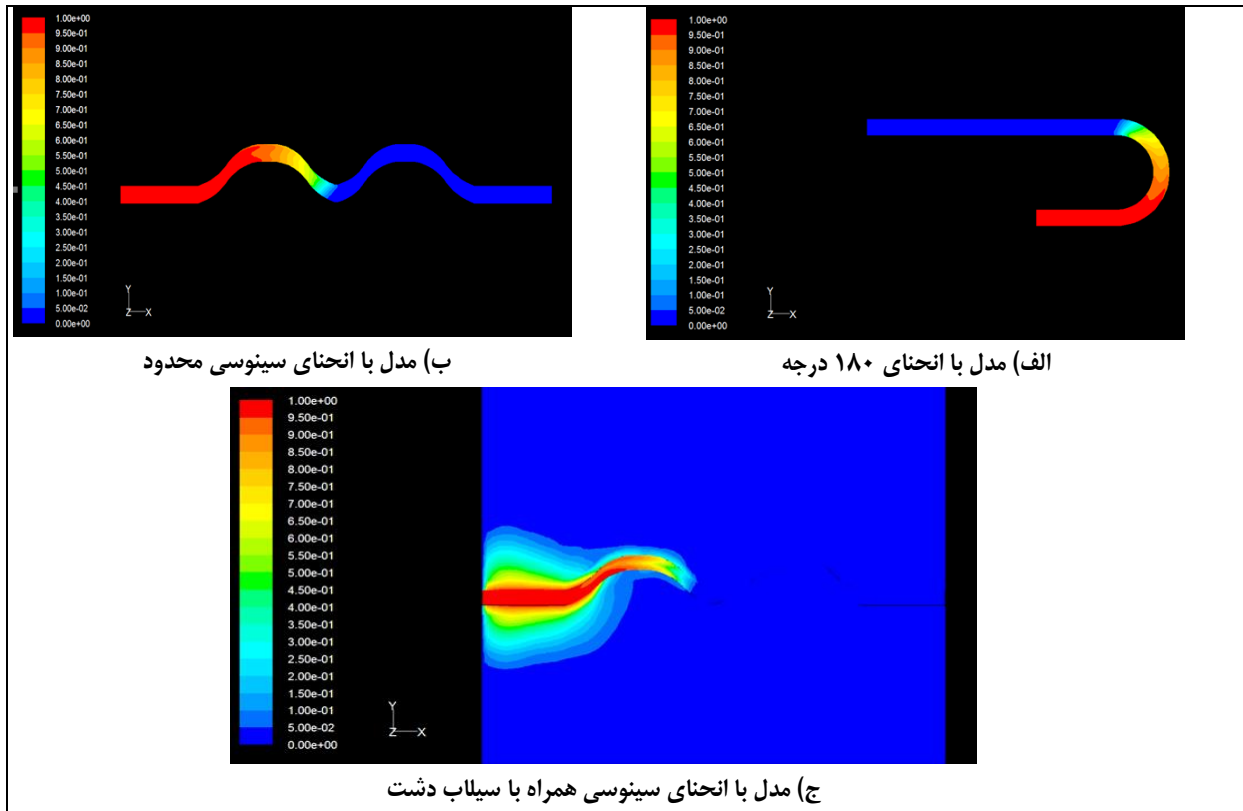 1.00e+00
9.50e-01
9.00e-01
8.50e-01
8.00e-01
7.50e-01
7.00e-01
6.50e-01
6.00e-01
5.50e-01
5.00e-01
4.50e-01
4.00e-01
3.50e-01
3.00e-01
2.50e-01
2.00e-01
1.50e-01
1.00e-01
5.00e-02
0.00e+00
Y
Z X
الف) مدل با انحنای ۱۸۰ درجه
1.00e+00
9.50e-01
9.00e-01
8.50e-01
8.00e-01
7.50e-01
7.00e-01
6.50e-01
6.00e-01
5.50e-01
5.00e-01
4.50e-01
4.00e-01
3.50e-01
3.00e-01
2.50e-01
2.00e-01
1.50e-01
1.00e-01
5.00e-02
0.00e+00
Y
Z X
ب) مدل با انحنای سینوسی محدود
1.00e+00
9.50e-01
9.00e-01
8.50e-01
8.00e-01
7.50e-01
7.00e-01
6.50e-01
6.00e-01
5.50e-01
5.00e-01
4.50e-01
4.00e-01
3.50e-01
3.00e-01
2.50e-01
2.00e-01
1.50e-01
1.00e-01
5.00e-02
0.00e+00
Y
Z X
ج) مدل با انحنای سینوسی همراه با سیلاب دشت